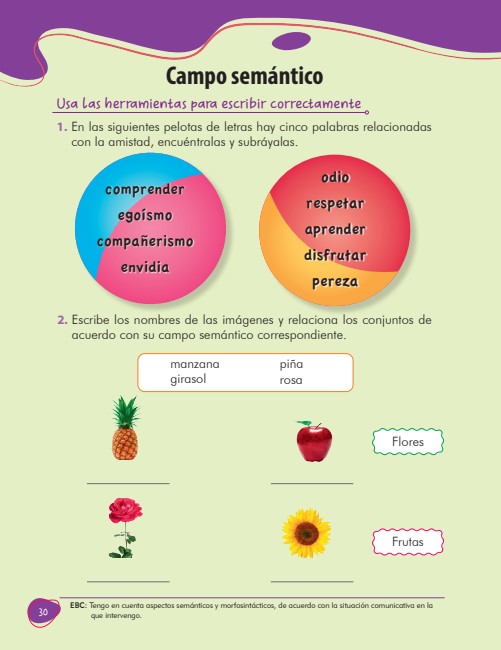 Campo semántico
Usa las herramientas para escribir correctamente
1. En las siguientes pelotas de letras hay cinco palabras relacionadas
con la amistad, encuéntralas y subráyalas.
comprender
egoísmo
compañerismo
envidia
odio
respetar
aprender
disfrutar
pereza
2. Escribe los nombres de las imágenes y relaciona los conjuntos de
acuerdo con su campo semántico correspondiente.
manzana piña
girasol rosa
Flores
Frutas
30
EBC: Tengo en cuenta aspectos semánticos y morfosintácticos, de acuerdo con la situación comunicativa en la
que intervengo.